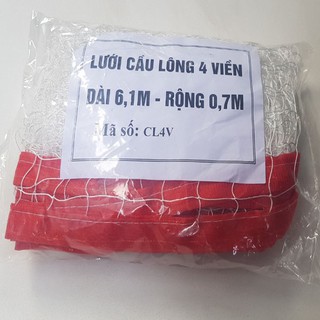 LƯỚI CẦU LÔNG 4 VIỀN
DÀI 6,1M - RỘNG 0,7M
Mã số: CL4V